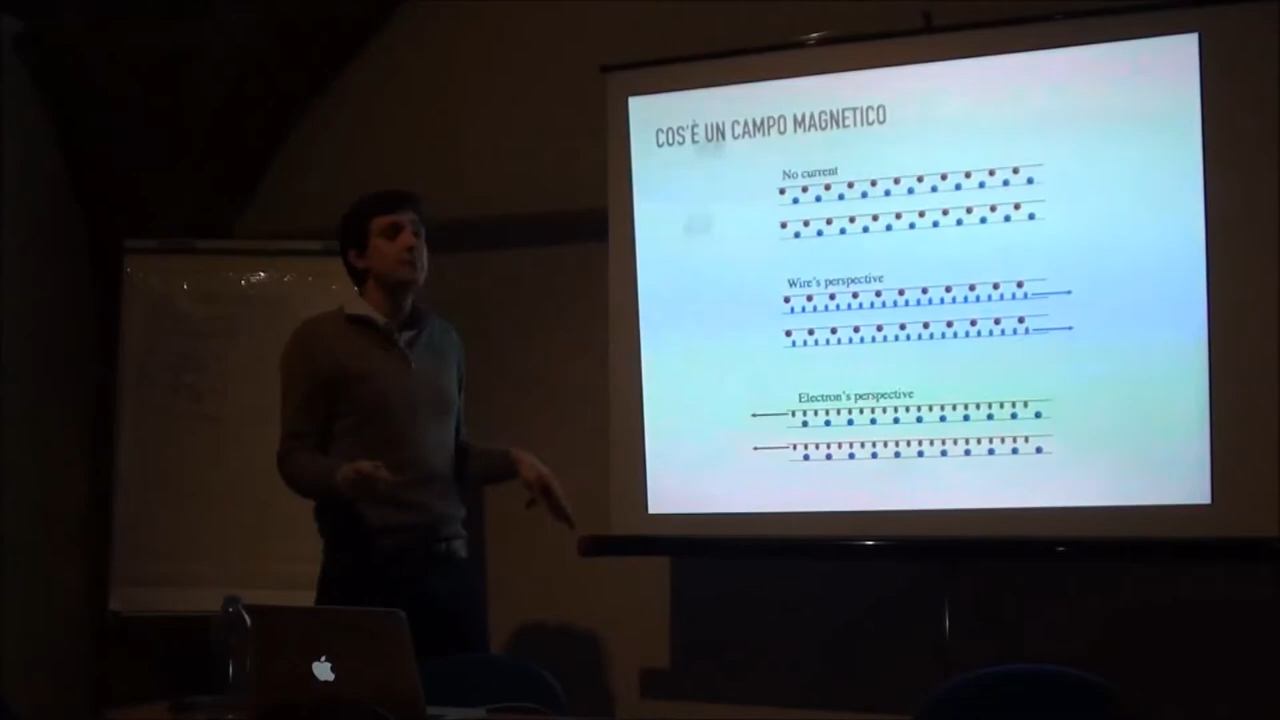 COS'È UN CAMPO MAGNETICO
No current
Wire's perspective
Electron's perspective